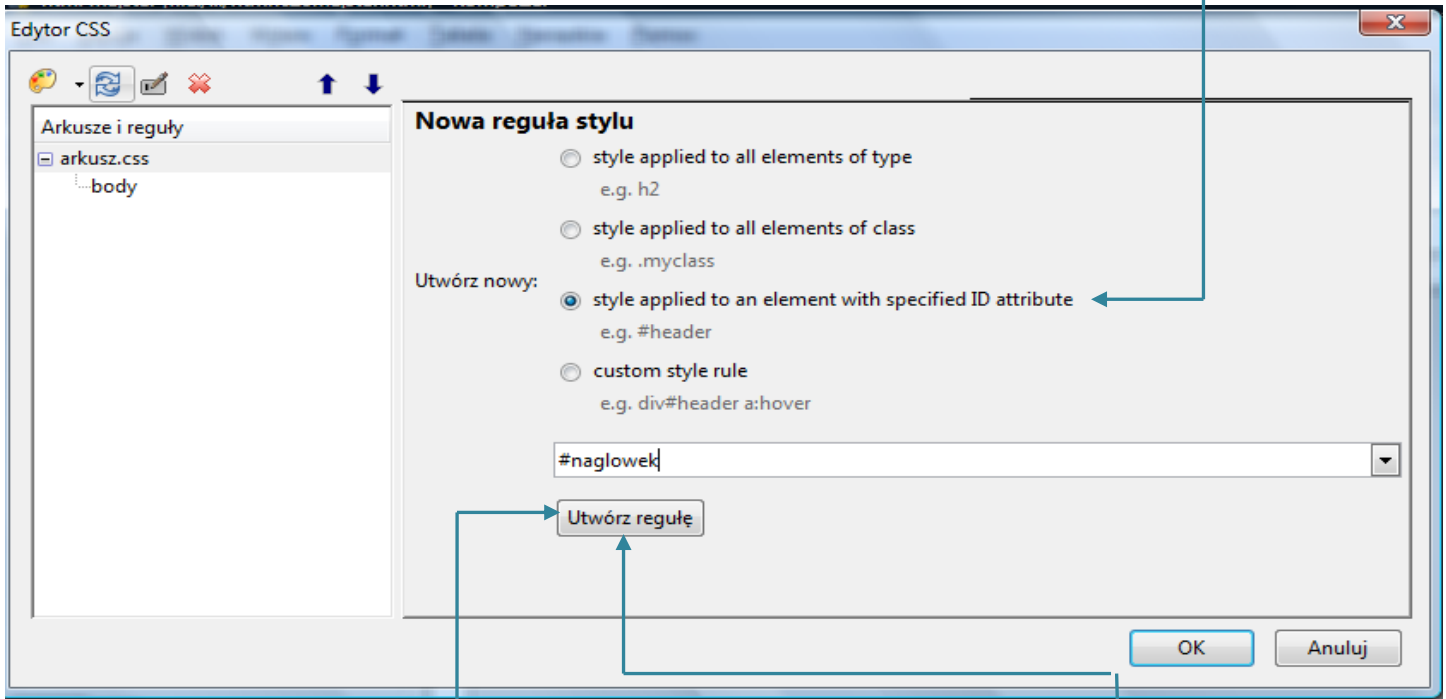 Edytor CSS
Arkusze i reguły
arkusz.css
body
Nowa reguła stylu
style applied to all elements of type
e.g. h2
style applied to all elements of class
e.g. .myclass
Utwórz nowy:
style applied to an element with specified ID attribute
e.g. #header
custom style rule
e.g. div#header a:hover
#naglowek
Utwórz regułę
OK
Anuluj